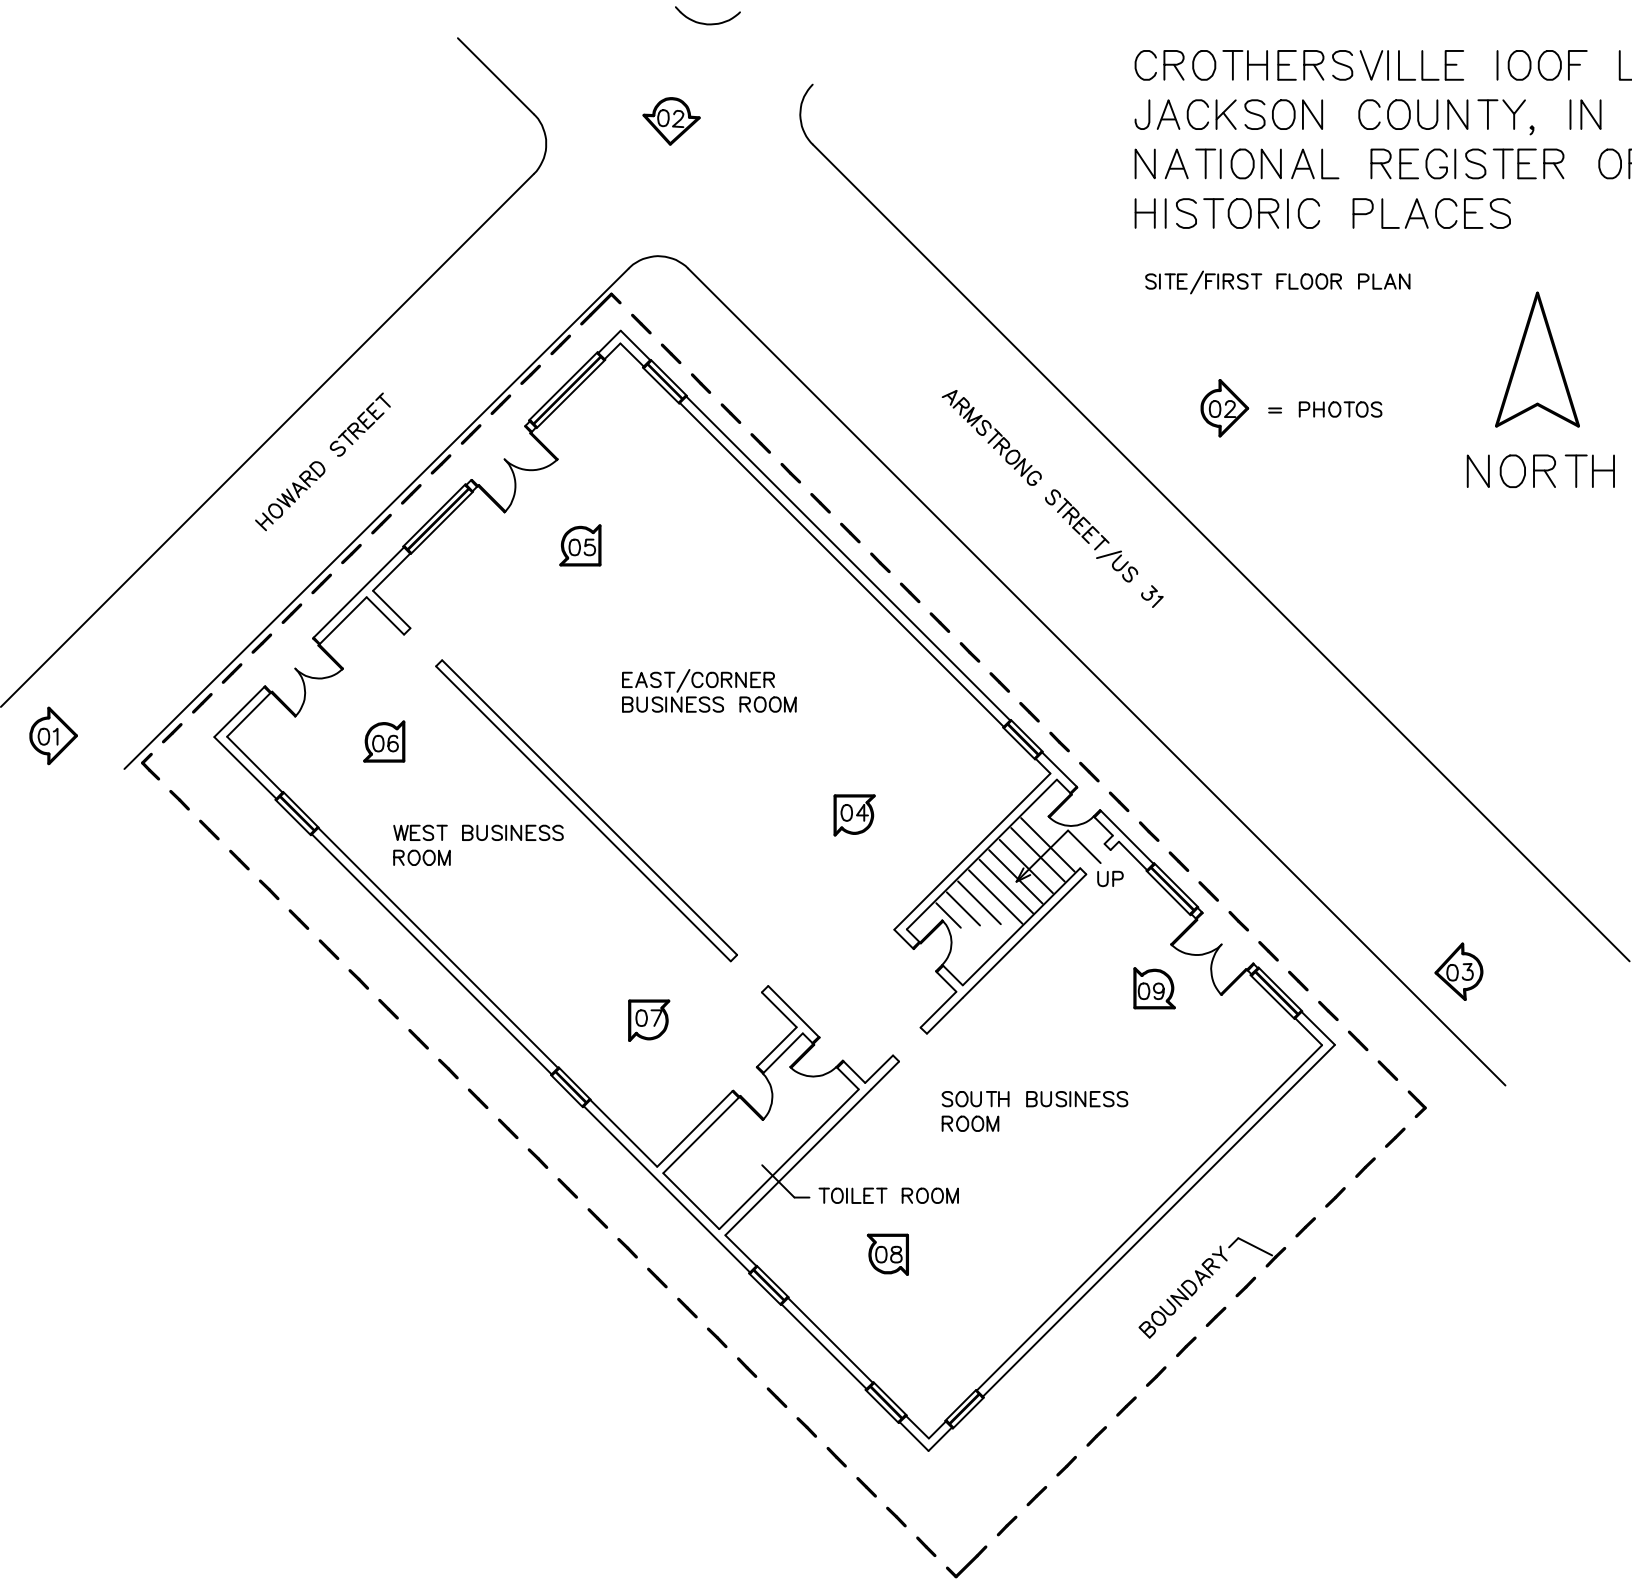 CROTHERSVILLE IOOF L
JACKSON COUNTY, IN
NATIONAL REGISTER OF
HISTORIC PLACES
SITE/FIRST FLOOR PLAN
02 = PHOTOS
NORTH
02
HOWARD STREET
ARMSTRONG STREET/US 31
05
EAST/CORNER
BUSINESS ROOM
01
06
04
WEST BUSINESS
ROOM
UP
03
09
07
SOUTH BUSINESS
ROOM
TOILET ROOM
08
BOUNDARY